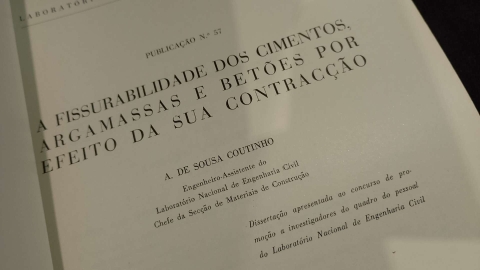 LABORATÓRI
PUBLICAÇÃO N.º 57
A FISSURABILIDADE DOS CIMENTOS,
ARGAMASSAS E BETÕES POR
EFEITO DA SUA CONTRACÇÃO
A. DE SOUSA COUTINHO
Engenheiro-Assistente do
Laboratório Nacional de Engenharia Civil
Chefe da Secção de Materiais de Construção
Dissertação apresentada ao concurso de pro-
moção a investigadores do quadro do pessoal
do Laboratório Nacional de Engenharia Civil